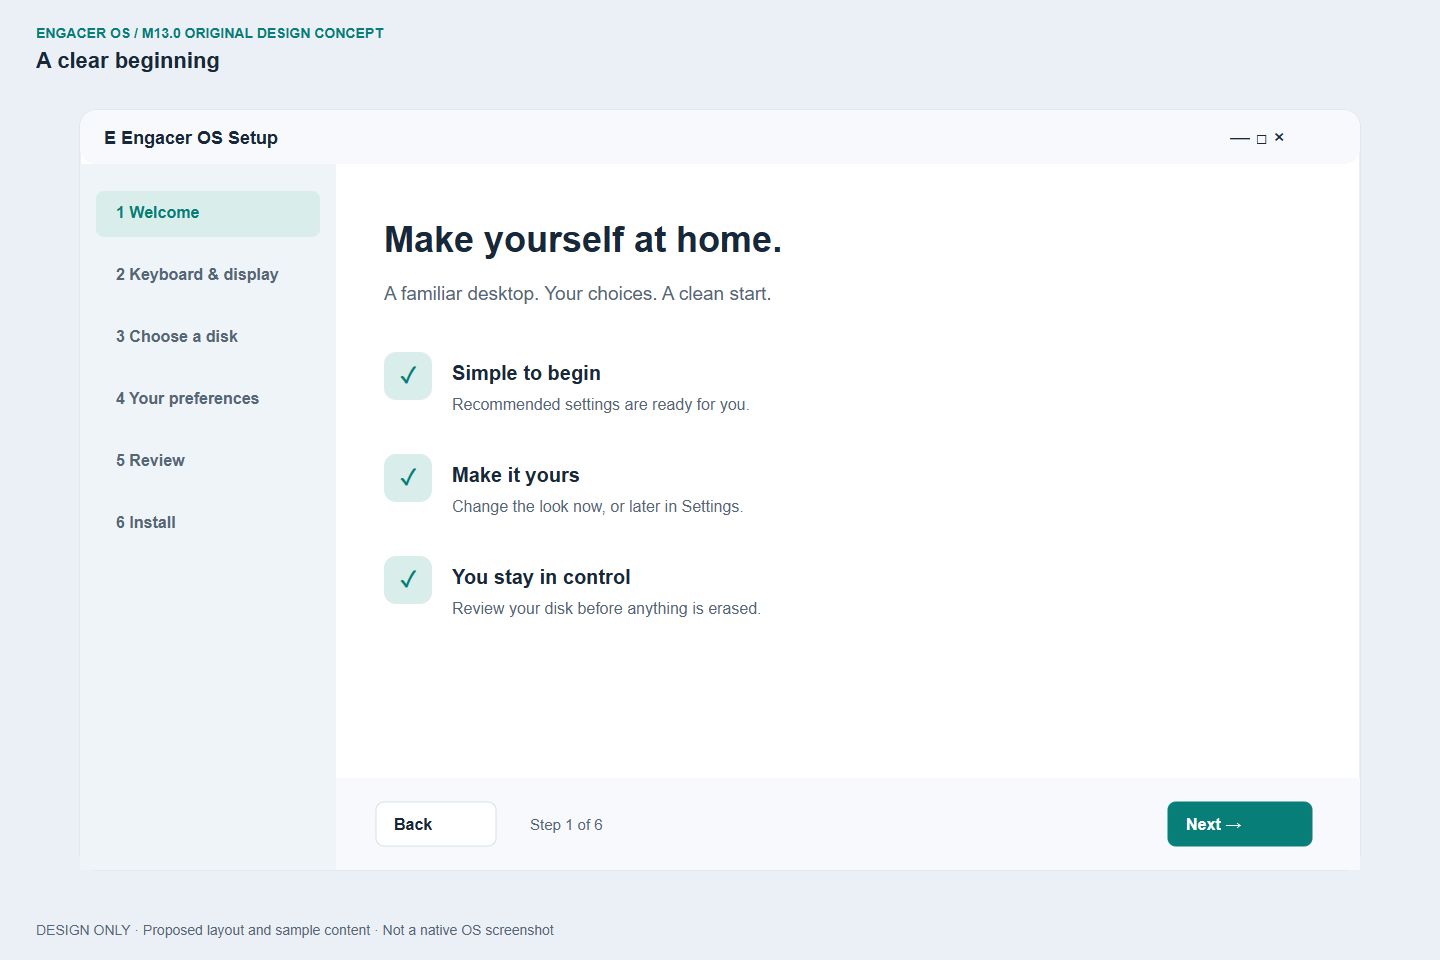 ENGACER OS / M13.0 ORIGINAL DESIGN CONCEPT
A clear beginning
E Engacer OS Setup
1 Welcome
2 Keyboard & display
3 Choose a disk
4 Your preferences
5 Review
6 Install
Make yourself at home.
A familiar desktop. Your choices. A clean start.
Simple to begin
Recommended settings are ready for you.
Make it yours
Change the look now, or later in Settings.
You stay in control
Review your disk before anything is erased.
Back
Step 1 of 6
Next →
DESIGN ONLY · Proposed layout and sample content · Not a native OS screenshot